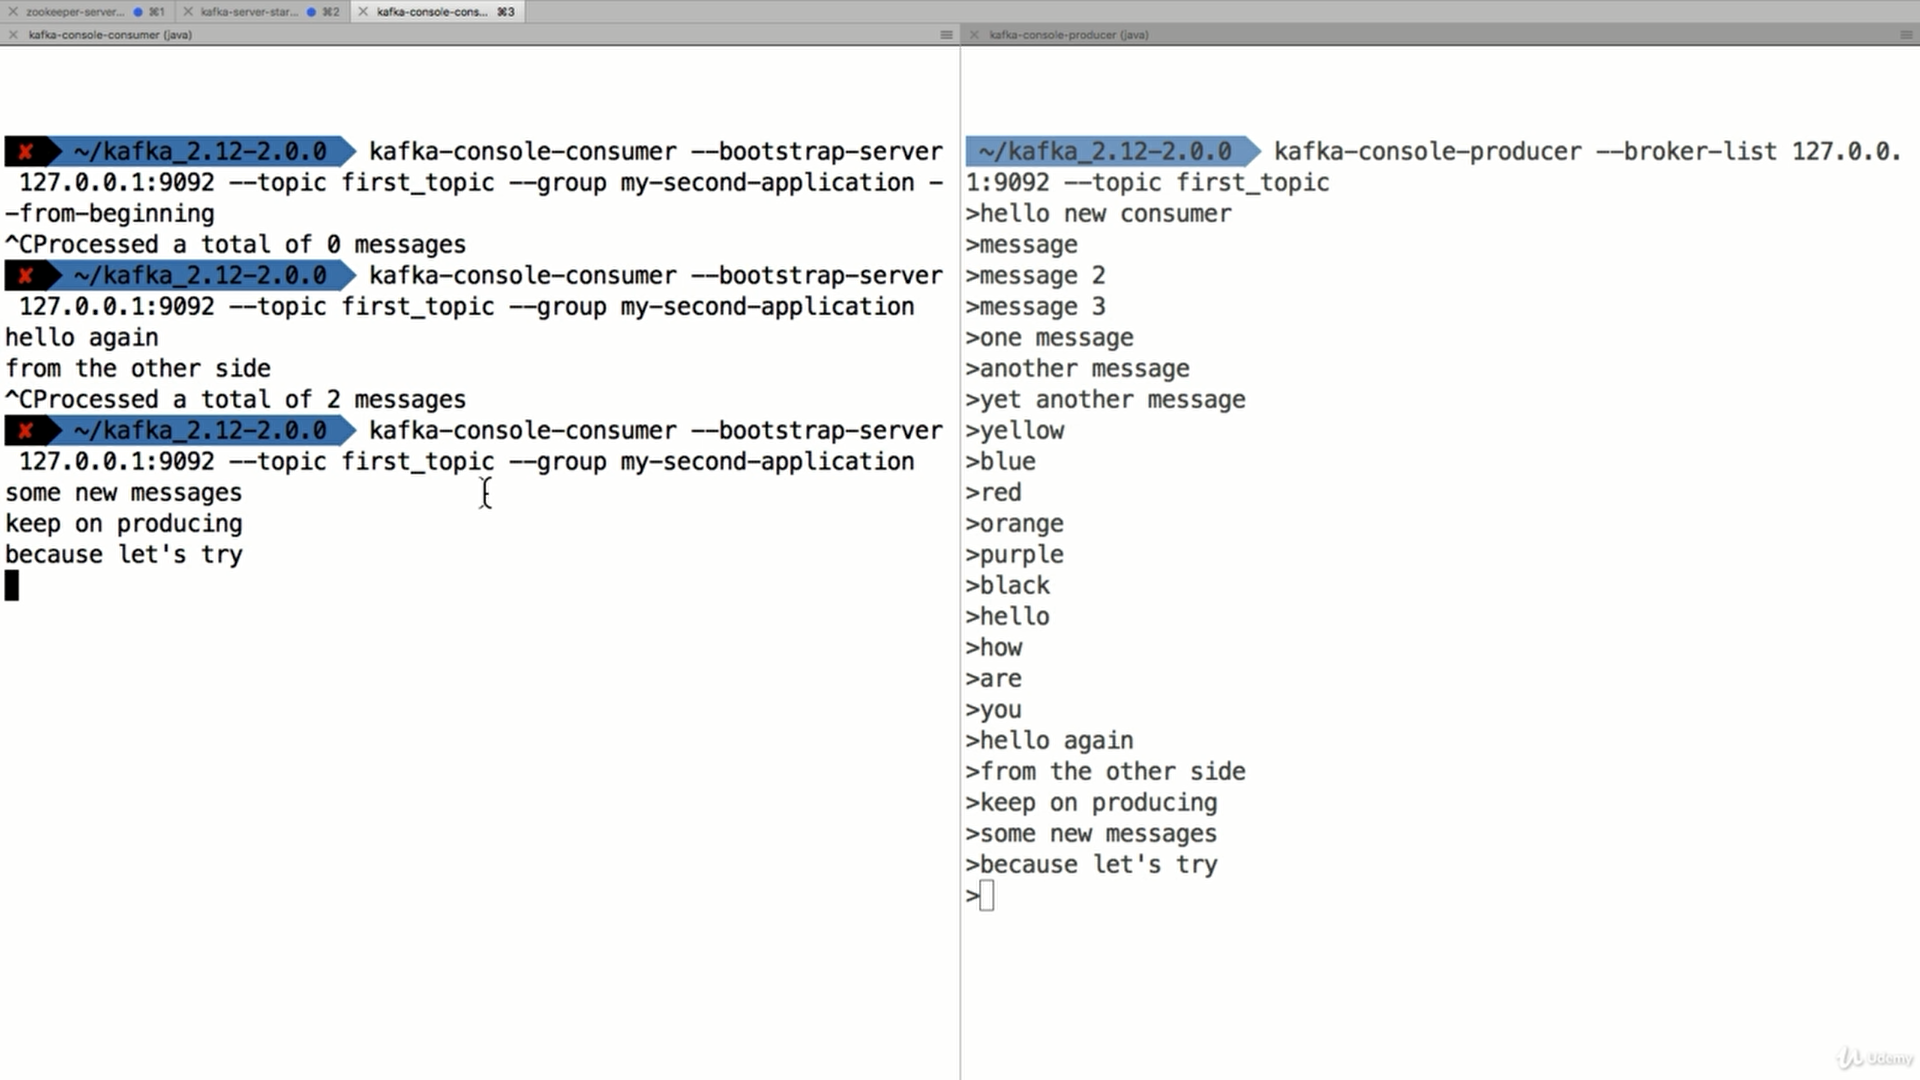 zookeeper-server... ⌘1
kafka-server-star... ⌘2
kafka-console-cons... ⌘3
kafka-console-consumer (java)
✘ ~/kafka_2.12-2.0.0 kafka-console-consumer --bootstrap-server
127.0.0.1:9092 --topic first_topic --group my-second-application -
-from-beginning
^CProcessed a total of 0 messages
✘ ~/kafka_2.12-2.0.0 kafka-console-consumer --bootstrap-server
127.0.0.1:9092 --topic first_topic --group my-second-application
hello again
from the other side
^CProcessed a total of 2 messages
✘ ~/kafka_2.12-2.0.0 kafka-console-consumer --bootstrap-server
127.0.0.1:9092 --topic first_topic --group my-second-application
some new messages
keep on producing
because let's try
kafka-console-producer (java)
~/kafka_2.12-2.0.0 kafka-console-producer --broker-list 127.0.0.
1:9092 --topic first_topic
>hello new consumer
>message
>message 2
>message 3
>one message
>another message
>yet another message
>yellow
>blue
>red
>orange
>purple
>black
>hello
>how
>are
>you
>hello again
>from the other side
>keep on producing
>some new messages
>because let's try
>
Udemy